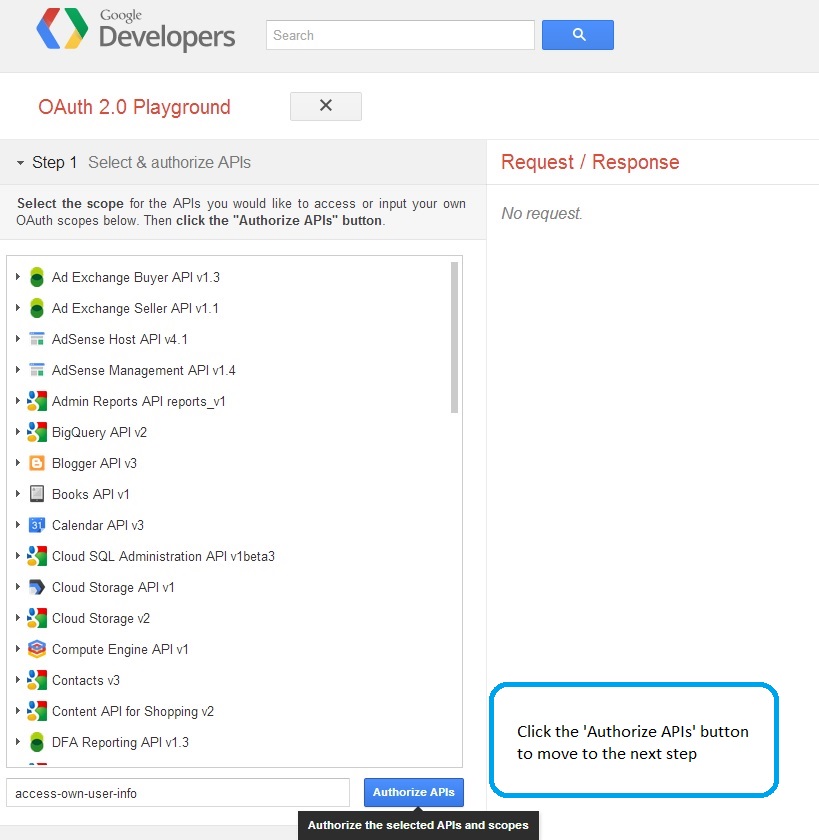 Google
Developers
Search
OAuth 2.0 Playground
Step 1 Select & authorize APIs
Select the scope for the APIs you would like to access or input your own
OAuth scopes below. Then click the "Authorize APIs" button.
Ad Exchange Buyer API v1.3
Ad Exchange Seller API v1.1
AdSense Host API v4.1
AdSense Management API v1.4
Admin Reports API reports_v1
BigQuery API v2
Blogger API v3
Books API v1
31 Calendar API v3
Cloud SQL Administration API v1beta3
Cloud Storage API v1
Cloud Storage v2
Compute Engine API v1
Contacts v3
Content API for Shopping v2
DFA Reporting API v1.3
access-own-user-info
Authorize APIs
Authorize the selected APIs and scopes
Request / Response
No request.
Click the 'Authorize APIs' button
to move to the next step